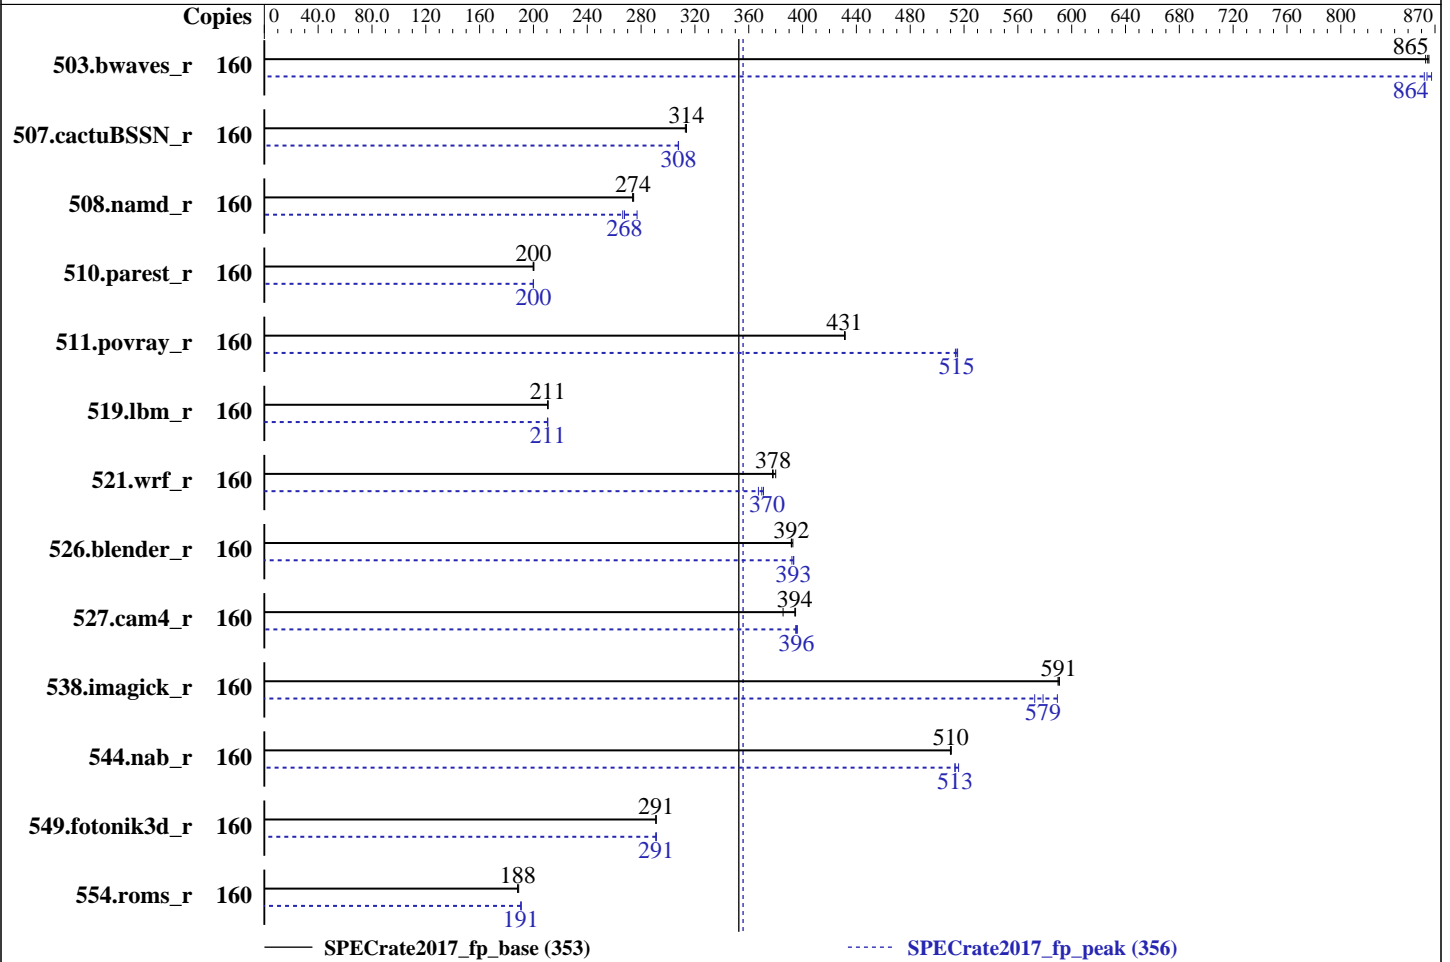 Copies 0 40.0 80.0 120 160 200 240 280 320 360 400 440 480 520 560 600 640 680 720 760 800 870
865
503.bwaves_r 160
864
314
507.cactuBSSN_r 160
308
274
508.namd_r 160
268
200
510.parest_r 160
200
431
511.povray_r 160
515
211
519.lbm_r 160
211
378
521.wrf_r 160
370
392
526.blender_r 160
393
394
527.cam4_r 160
396
591
538.imagick_r 160
579
510
544.nab_r 160
513
291
549.fotonik3d_r 160
291
188
554.roms_r 160
191
SPECrate2017_fp_base (353) SPECrate2017_fp_peak (356)